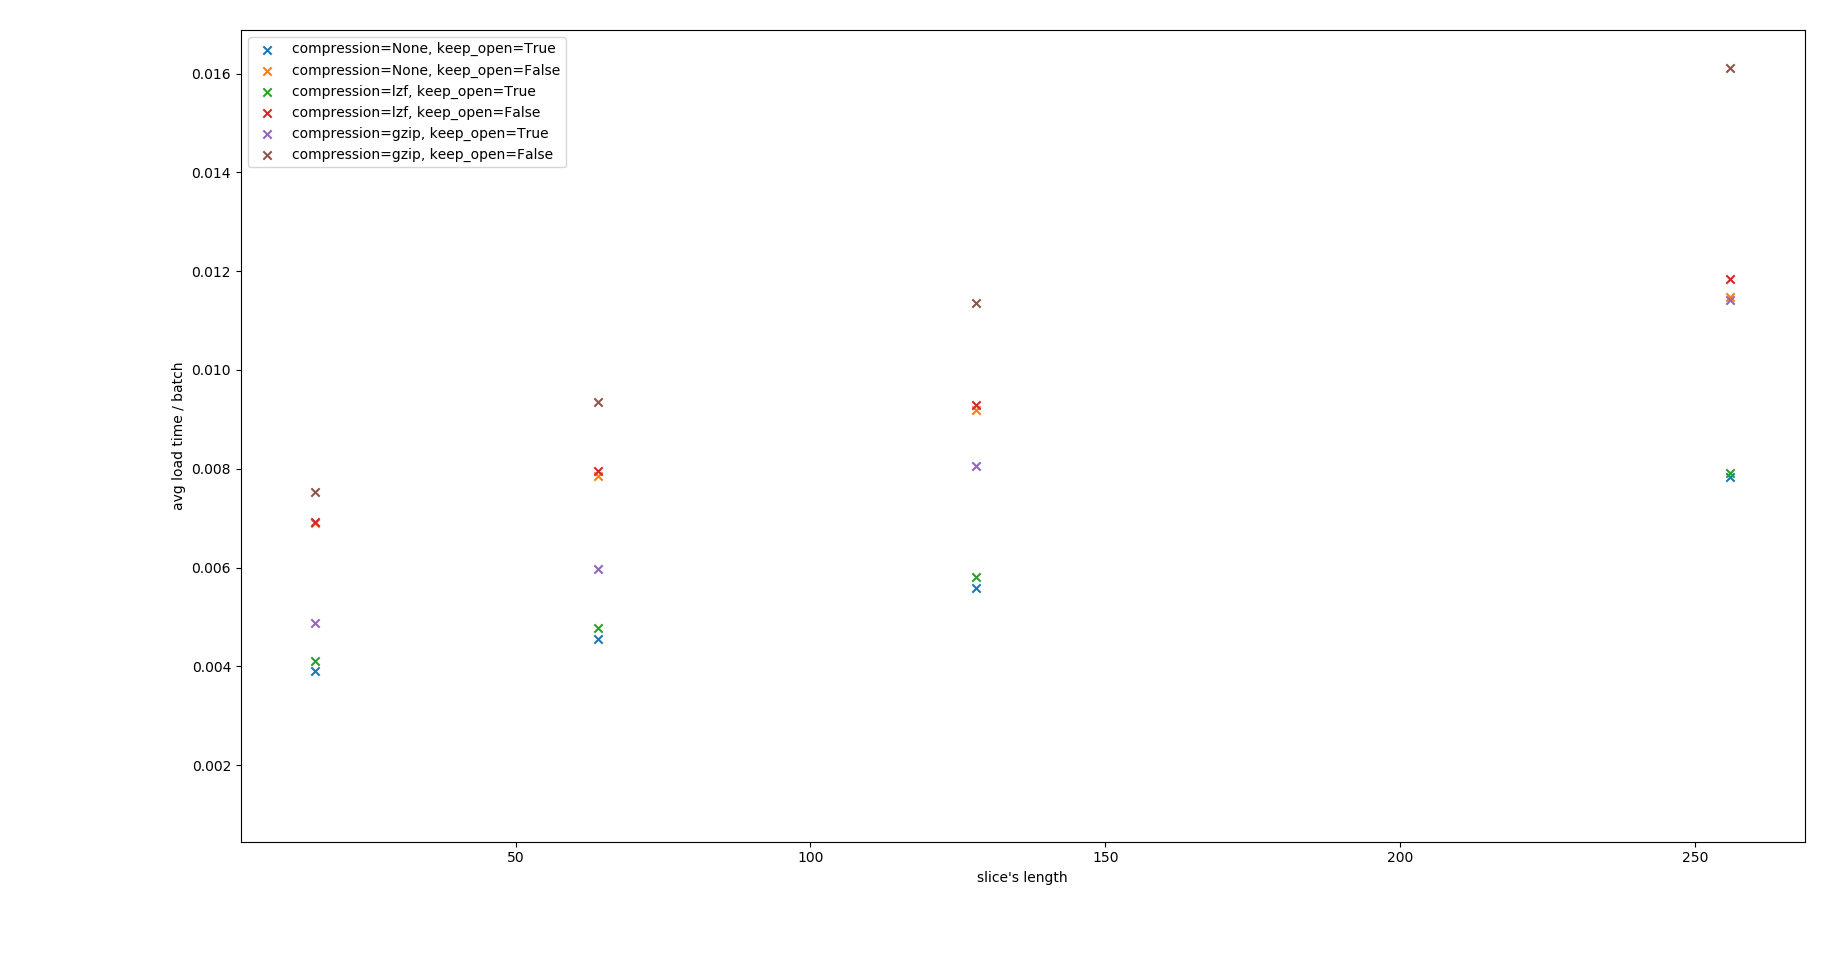 compression=None, keep_open=True
compression=None, keep_open=False
compression=lzf, keep_open=True
compression=lzf, keep_open=False
compression=gzip, keep_open=True
compression=gzip, keep_open=False
0.016
0.014
0.012
0.010
0.008
0.006
0.004
0.002
avg load time / batch
50 100 150 200 250
slice's length